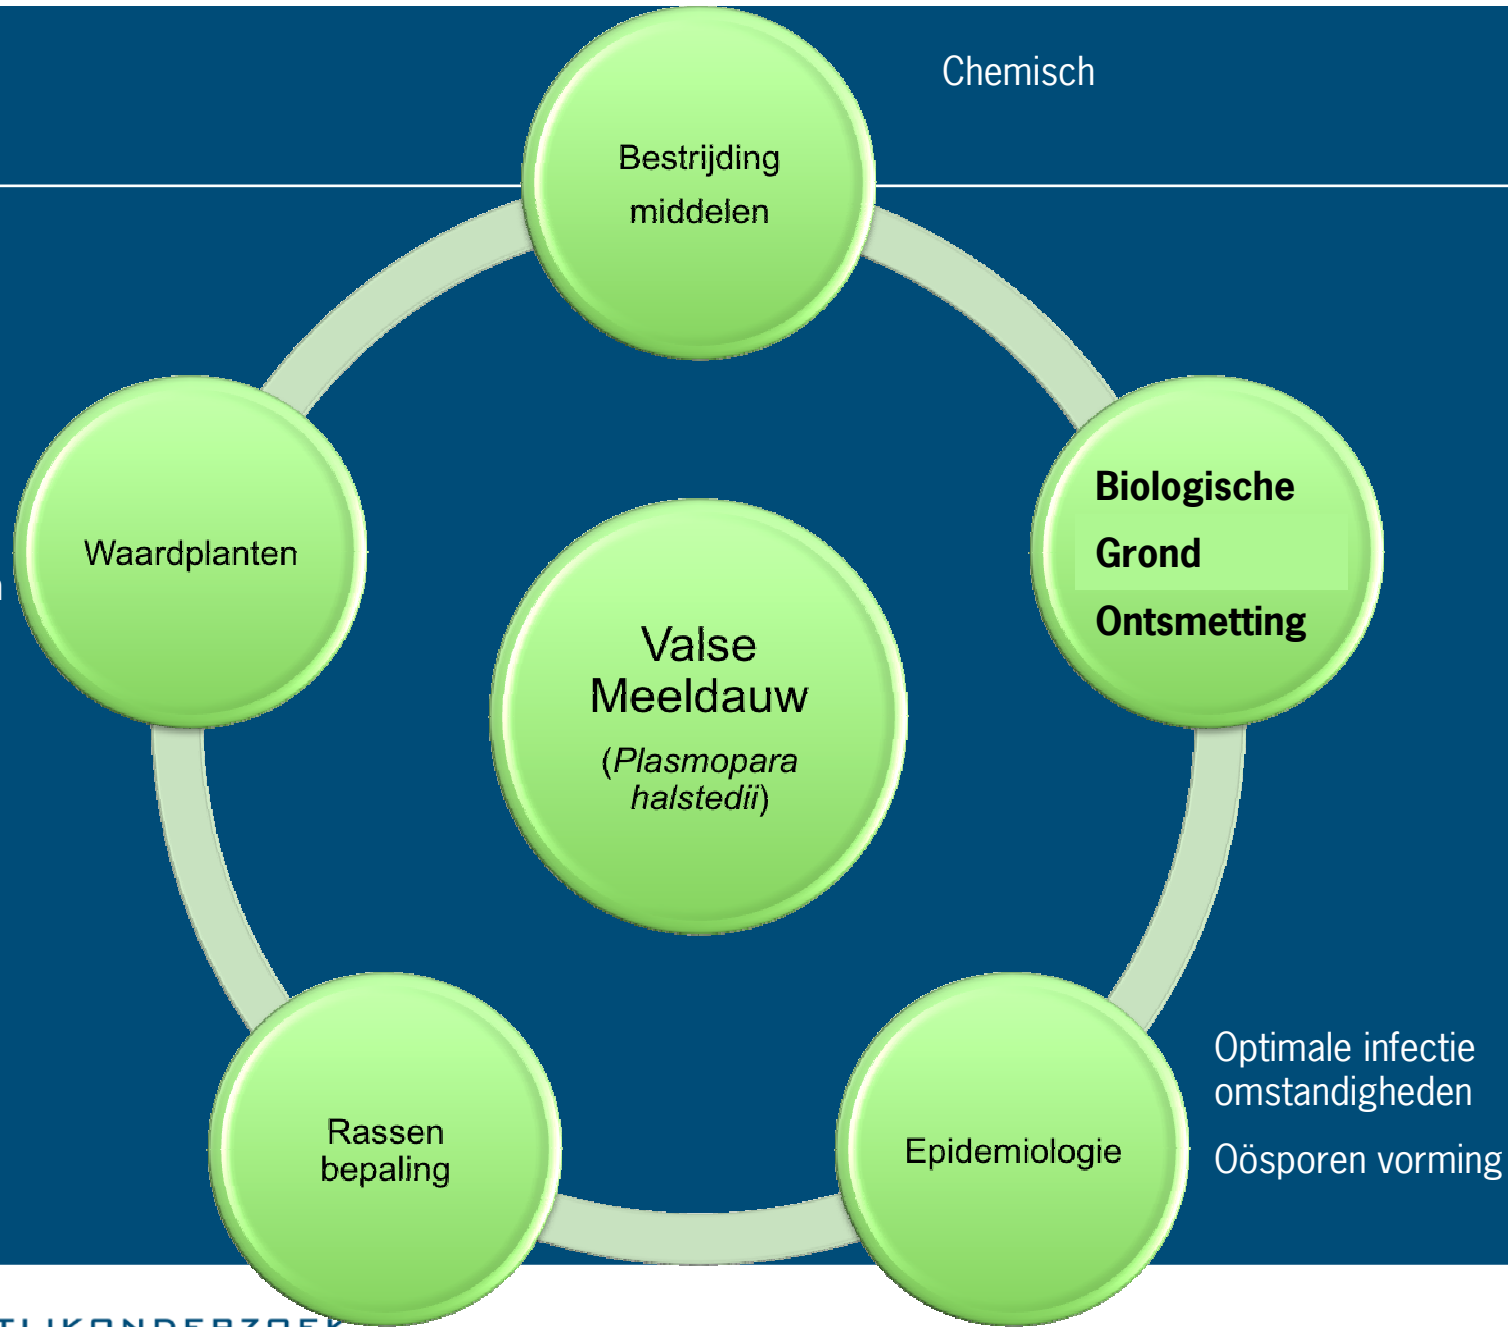 Chemisch
Bestrijding
middelen
Biologische
Grond
Ontsmetting
Waardplanten
Valse
Meeldauw
(Plasmopara
halstedii)
Optimale infectie
omstandigheden
Oösporen vorming
Epidemiologie
Rassen
bepaling